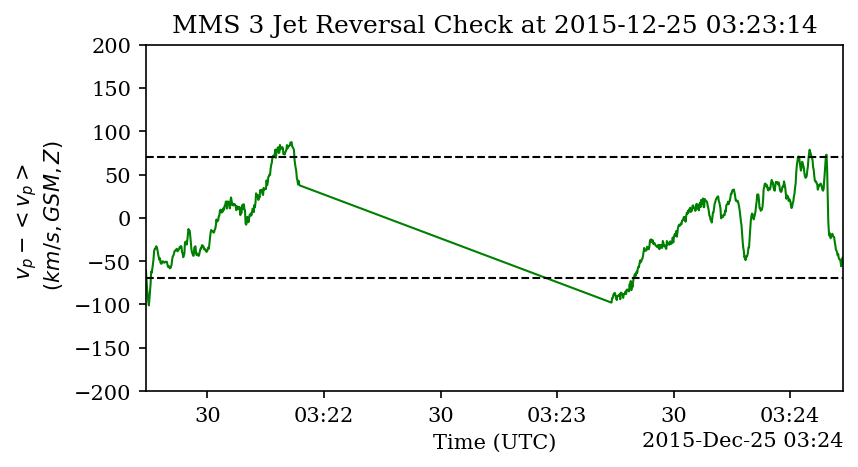 MMS 3 Jet Reversal Check at 2015-12-25 03:23:14
200
150
100
50
0
−50
−100
−150
−200
v_p − < v_p >
(km/s, GSM, Z)
30 03:22 30 03:23 30 03:24
Time (UTC)
2015-Dec-25 03:24